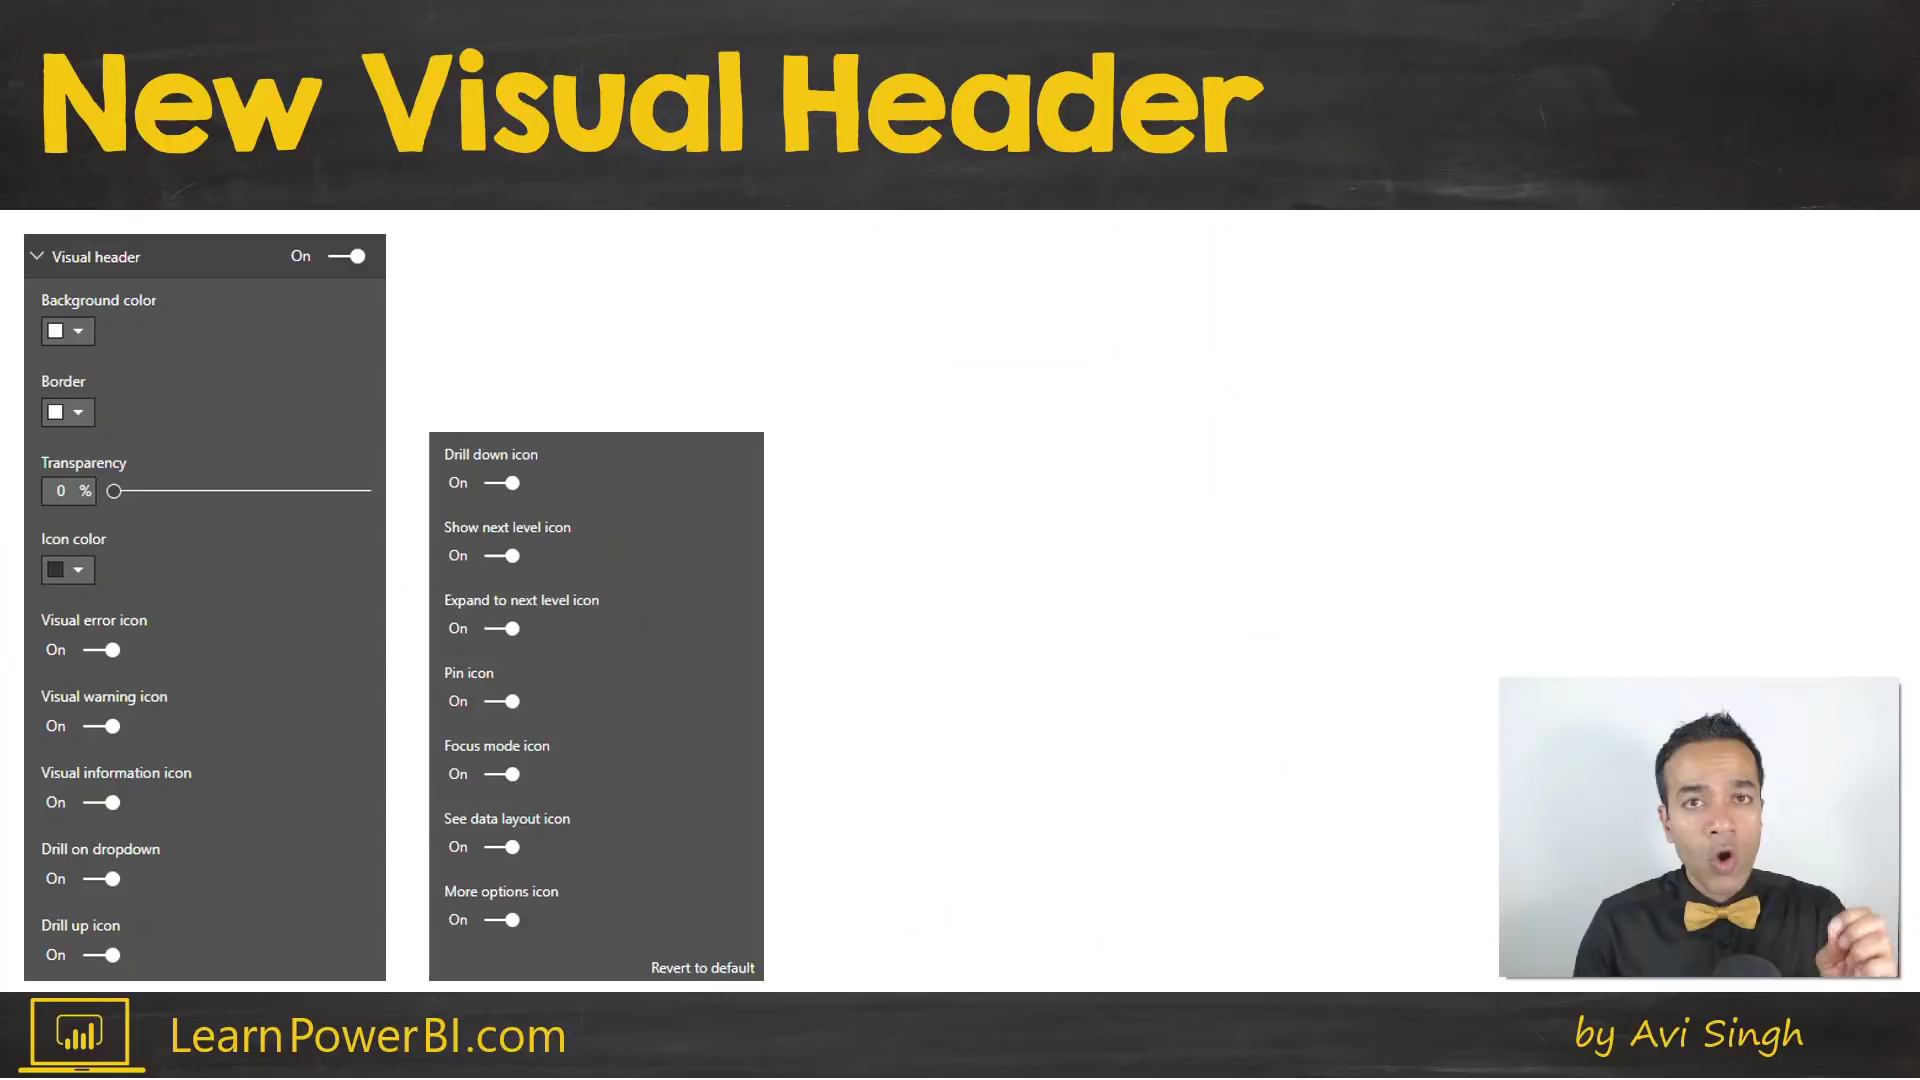 New Visual Header
Visual header On
Background color
Border
Transparency
0 %
Icon color
Visual error icon
On
Visual warning icon
On
Visual information icon
On
Drill on dropdown
On
Drill up icon
On
Drill down icon
On
Show next level icon
On
Expand to next level icon
On
Pin icon
On
Focus mode icon
On
See data layout icon
On
More options icon
On
Revert to default
LearnPowerBI.com
by Avi Singh